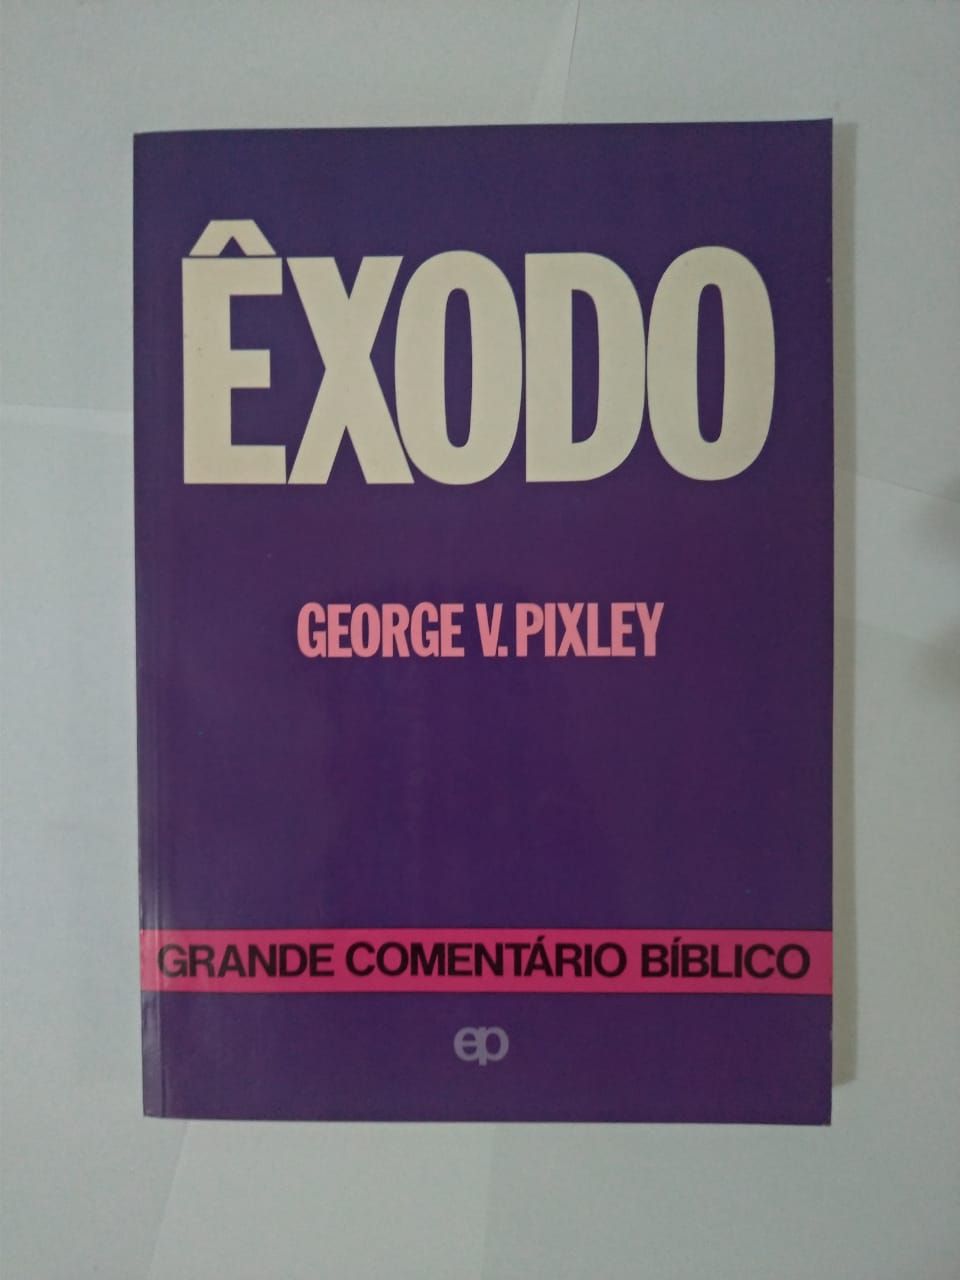 ÊXODO
GEORGE V. PIXLEY
GRANDE COMENTÁRIO BÍBLICO
ep